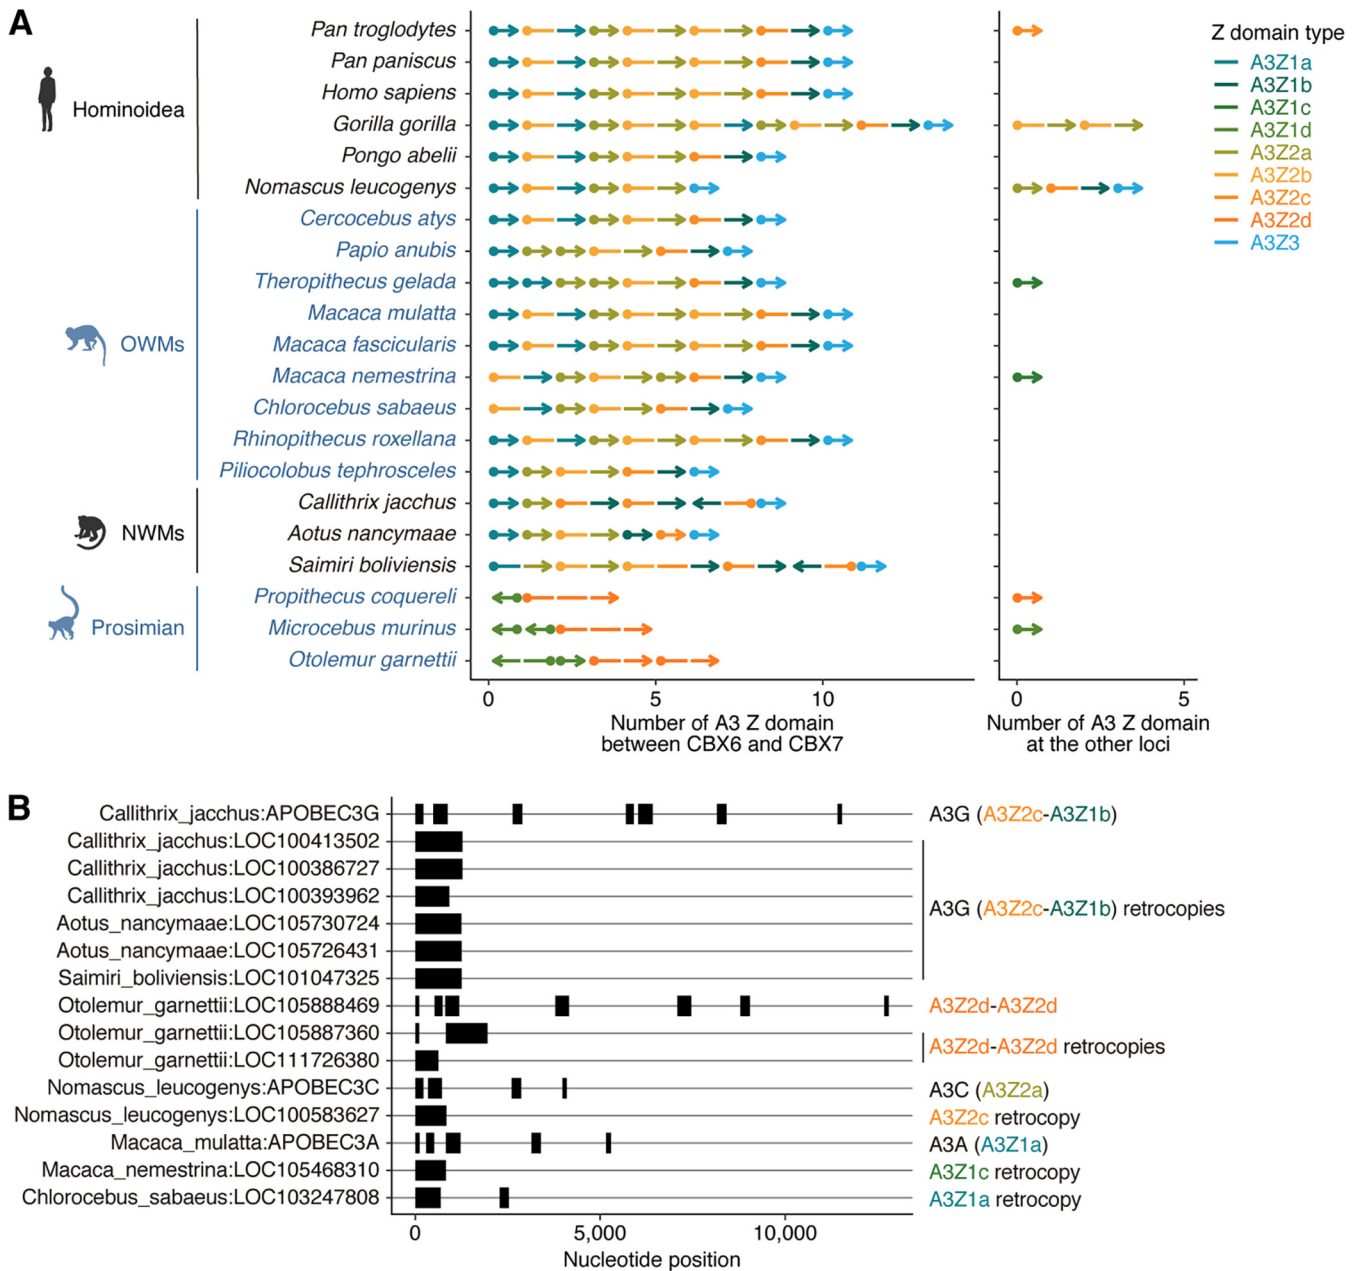 A
Pan troglodytes
Pan paniscus
Homo sapiens
Hominoidea
Gorilla gorilla
Pongo abelii
Nomascus leucogenys
Cercocebus atys
Papio anubis
Theropithecus gelada
Macaca mulatta
OWMs
Macaca fascicularis
Macaca nemestrina
Chlorocebus sabaeus
Rhinopithecus roxellana
Piliocolobus tephrosceles
Callithrix jacchus
NWMs
Aotus nancymaae
Saimiri boliviensis
Propithecus coquereli
Prosimian
Microcebus murinus
Otolemur garnettii
0 5 10
Number of A3 Z domain
between CBX6 and CBX7
0 5
Number of A3 Z domain
at the other loci
Z domain type
A3Z1a
A3Z1b
A3Z1c
A3Z1d
A3Z2a
A3Z2b
A3Z2c
A3Z2d
A3Z3
B
Callithrix_jacchus:APOBEC3G A3G (A3Z2c-A3Z1b)
Callithrix_jacchus:LOC100413502
Callithrix_jacchus:LOC100386727
Callithrix_jacchus:LOC100393962
A3G (A3Z2c-A3Z1b) retrocopies
Aotus_nancymaae:LOC105730724
Aotus_nancymaae:LOC105726431
Saimiri_boliviensis:LOC101047325
Otolemur_garnettii:LOC105888469 A3Z2d-A3Z2d
Otolemur_garnettii:LOC105887360
A3Z2d-A3Z2d retrocopies
Otolemur_garnettii:LOC111726380
Nomascus_leucogenys:APOBEC3C A3C (A3Z2a)
Nomascus_leucogenys:LOC100583627 A3Z2c retrocopy
Macaca_mulatta:APOBEC3A A3A (A3Z1a)
Macaca_nemestrina:LOC105468310 A3Z1c retrocopy
Chlorocebus_sabaeus:LOC103247808 A3Z1a retrocopy
0 5,000 10,000
Nucleotide position